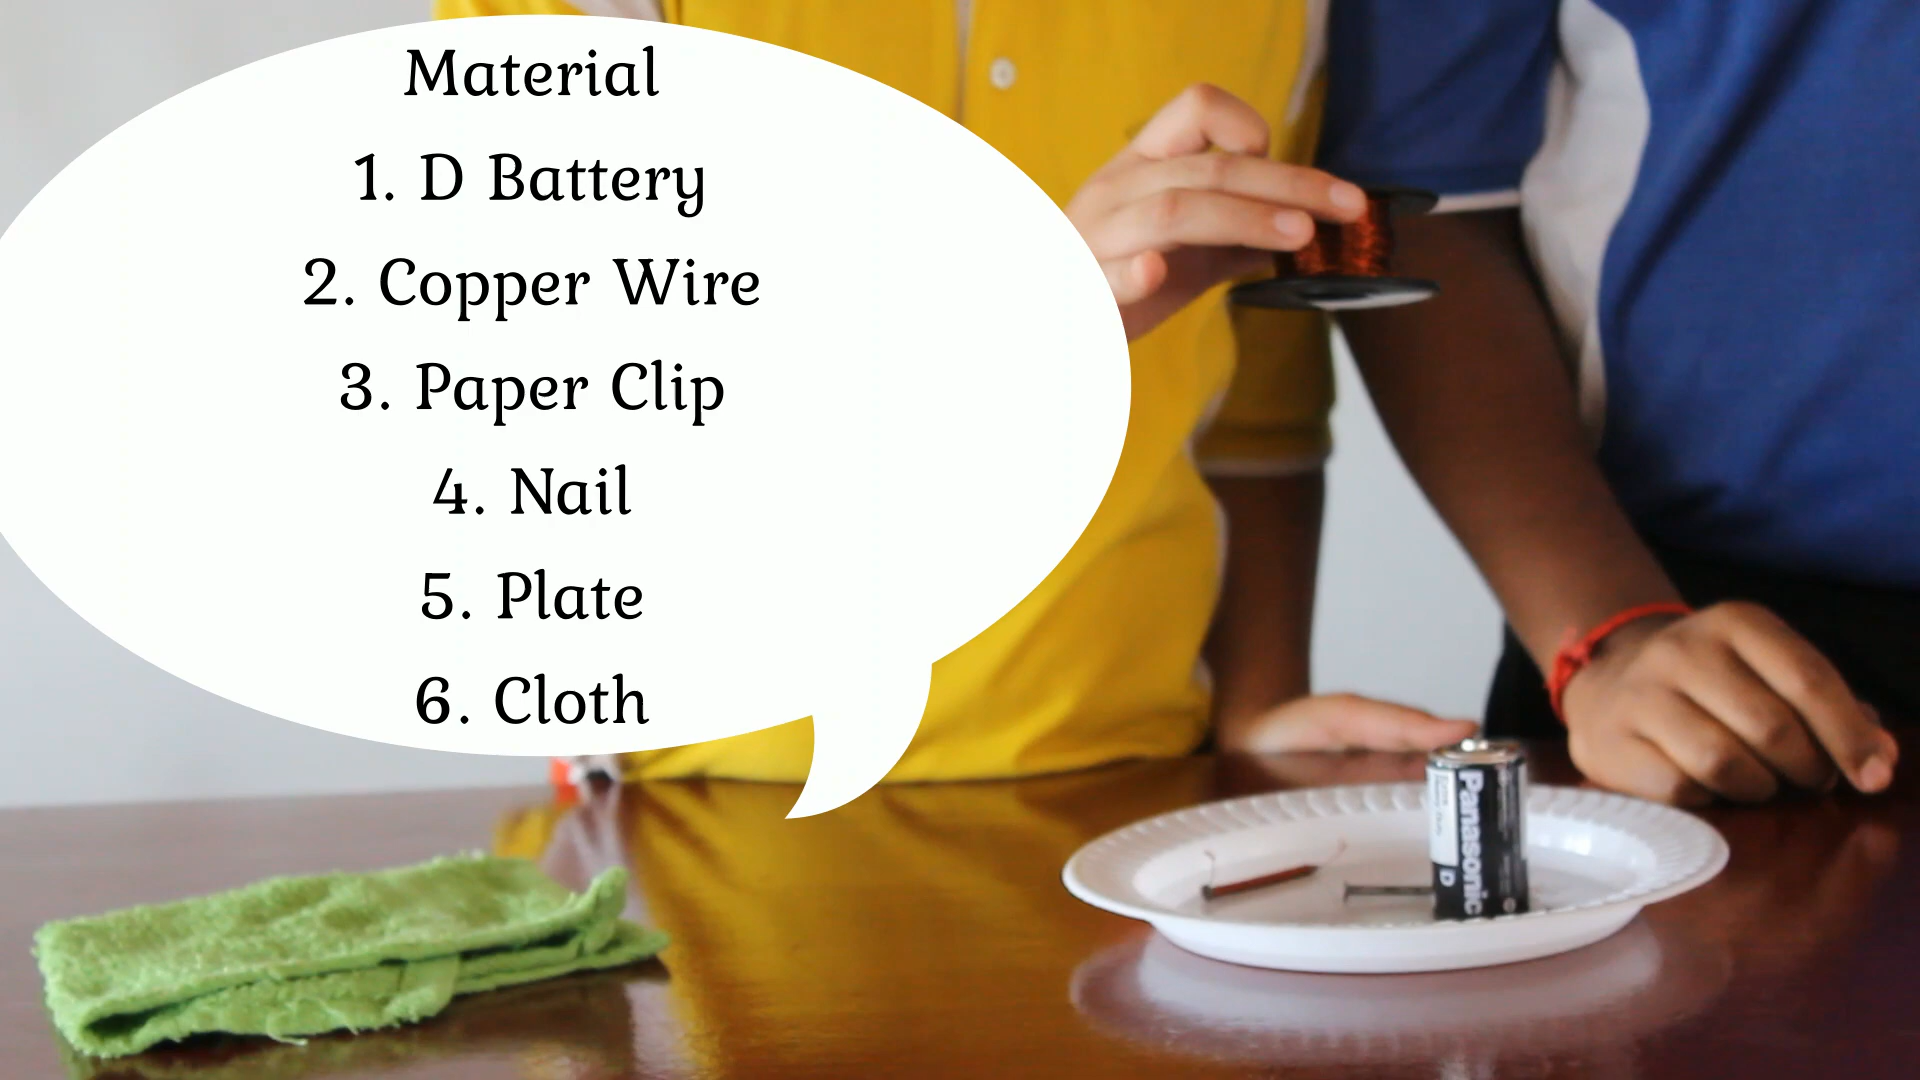 Material
1. D Battery
2. Copper Wire
3. Paper Clip
4. Nail
5. Plate
6. Cloth
Panasonic
D